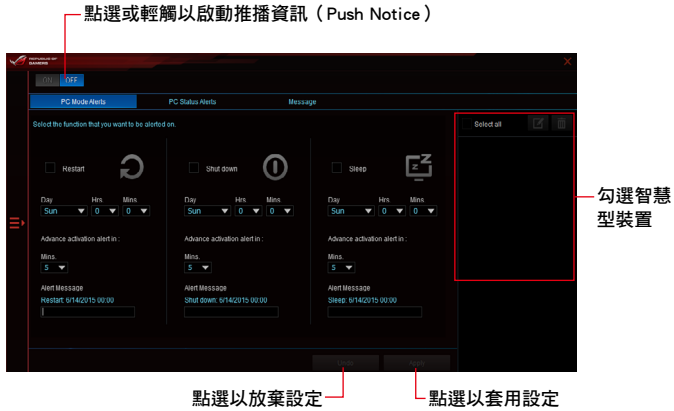 點選或輕觸以啟動推播資訊（Push Notice）
REPUBLIC OF
GAMERS
ON OFF
PC Mode Alerts PC Status Alerts Message
Select the function that you want to be alerted on.
Select all
Restart Shut down Sleep
勾選智慧
型裝置
Day Hrs. Mins. Day Hrs. Mins. Day Hrs. Mins.
Sun 0 0 Sun 0 0 Sun 0 0
Advance activation alert in : Advance activation alert in : Advance activation alert in :
Mins. Mins. Mins.
5 5 5
Alert Message Alert Message Alert Message
Restart: 6/14/2015 00:00 Shut down: 6/14/2015 00:00 Sleep: 6/14/2015 00:00
Undo Apply
點選以放棄設定 點選以套用設定